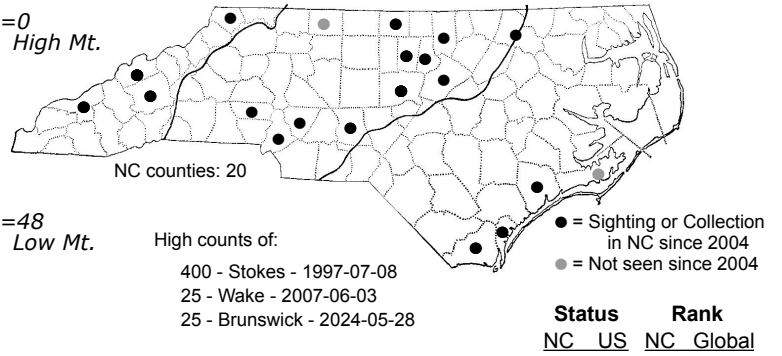 =0
High Mt.
NC counties: 20
=48
Low Mt.
High counts of:
400 - Stokes - 1997-07-08
25 - Wake - 2007-06-03
25 - Brunswick - 2024-05-28
= Sighting or Collection
in NC since 2004
= Not seen since 2004
Status Rank
NC US NC Global